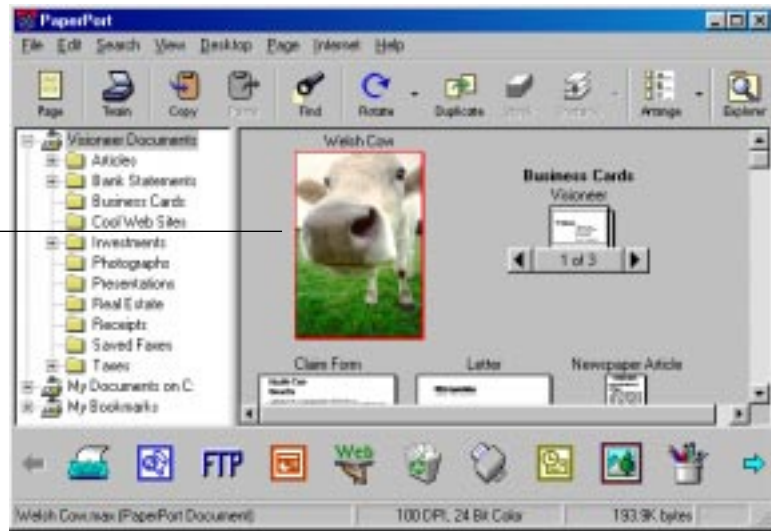 PaperPort
File Edit Search View Desktop Page Internet Help
Page Twain Copy Find Rotate Duplicate Arrange Explorer
Visioneer Documents
Articles
Bank Statements
Business Cards
Cool Web Sites
Investments
Photographs
Presentations
Real Estate
Receipts
Saved Faxes
Taxes
My Documents on C:
My Bookmarks
Welsh Cow
Business Cards
Visioneer
1 of 3
Claim Form Letter Newspaper Article
FTP Web
Welsh Cow.max (PaperPort Document) 100 DPI, 24 Bit Color 193.9K bytes